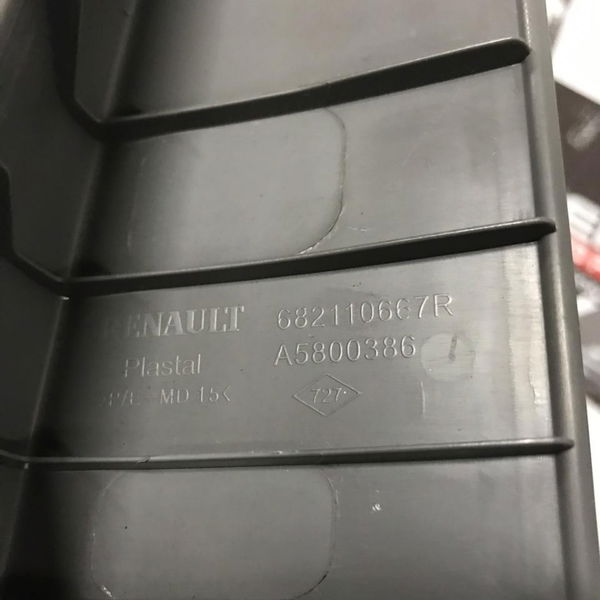 RENAULT 682110667R
Plastal A5800386
>P/E-MD 15< 727